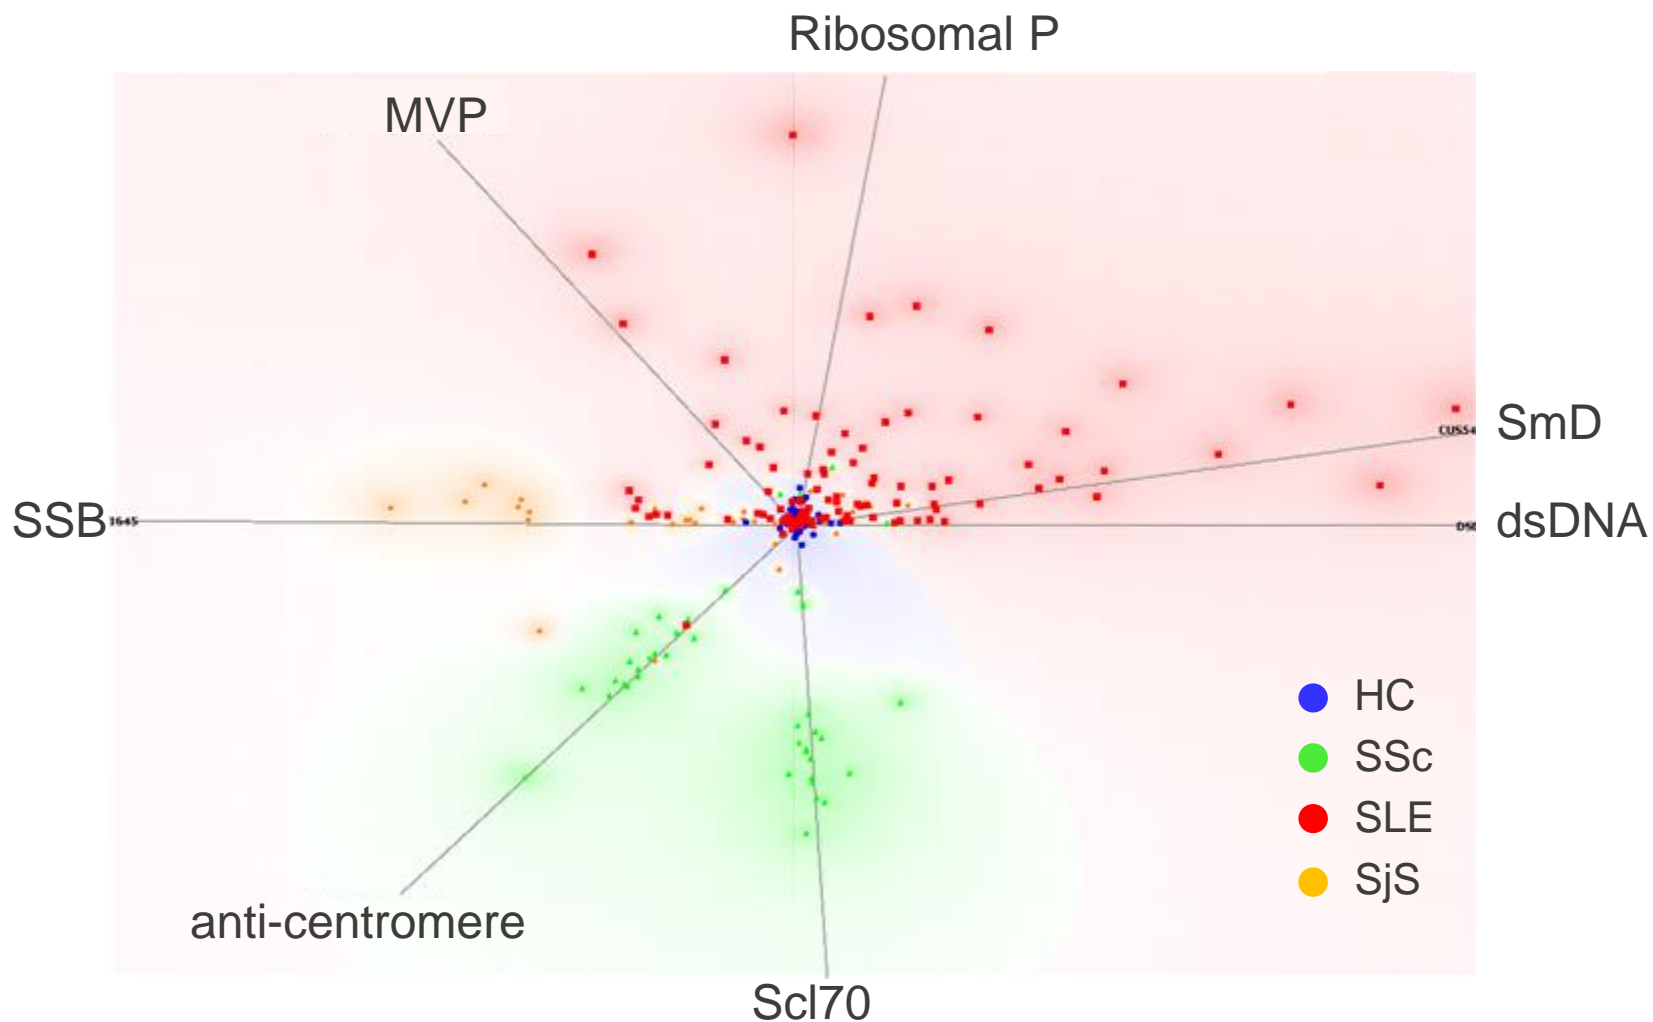 Ribosomal P
MVP
SmD
SSB
dsDNA
HC
SSc
SLE
SjS
anti-centromere
Scl70